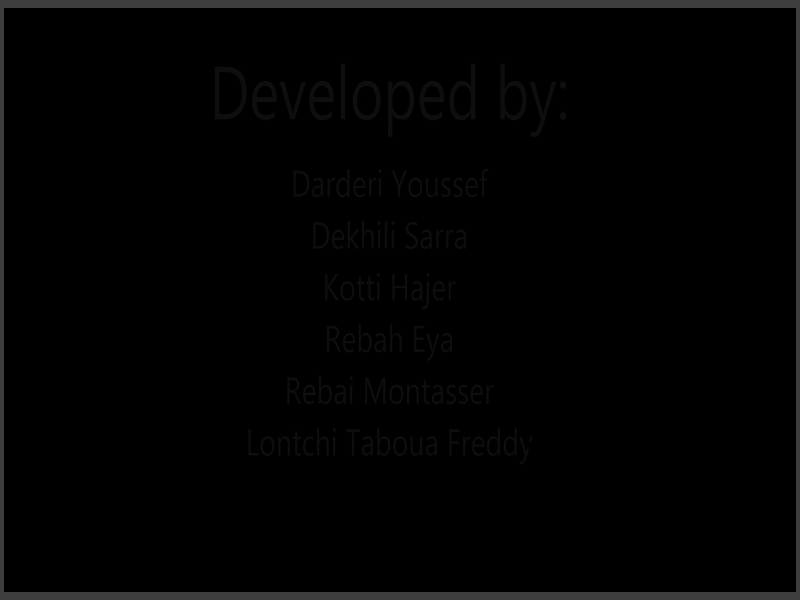 Developed by:
Darderi Youssef
Dekhili Sarra
Kotti Hajer
Rebah Eya
Rebai Montasser
Lontchi Taboua Freddy